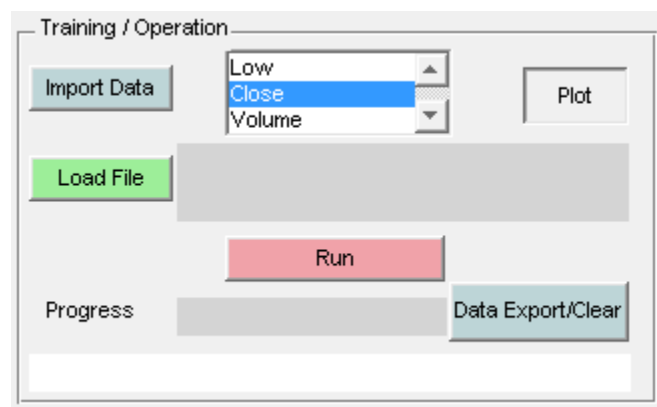 Training / Operation
Import Data
Low
Close
Volume
Plot
Load File
Run
Progress
Data Export/Clear